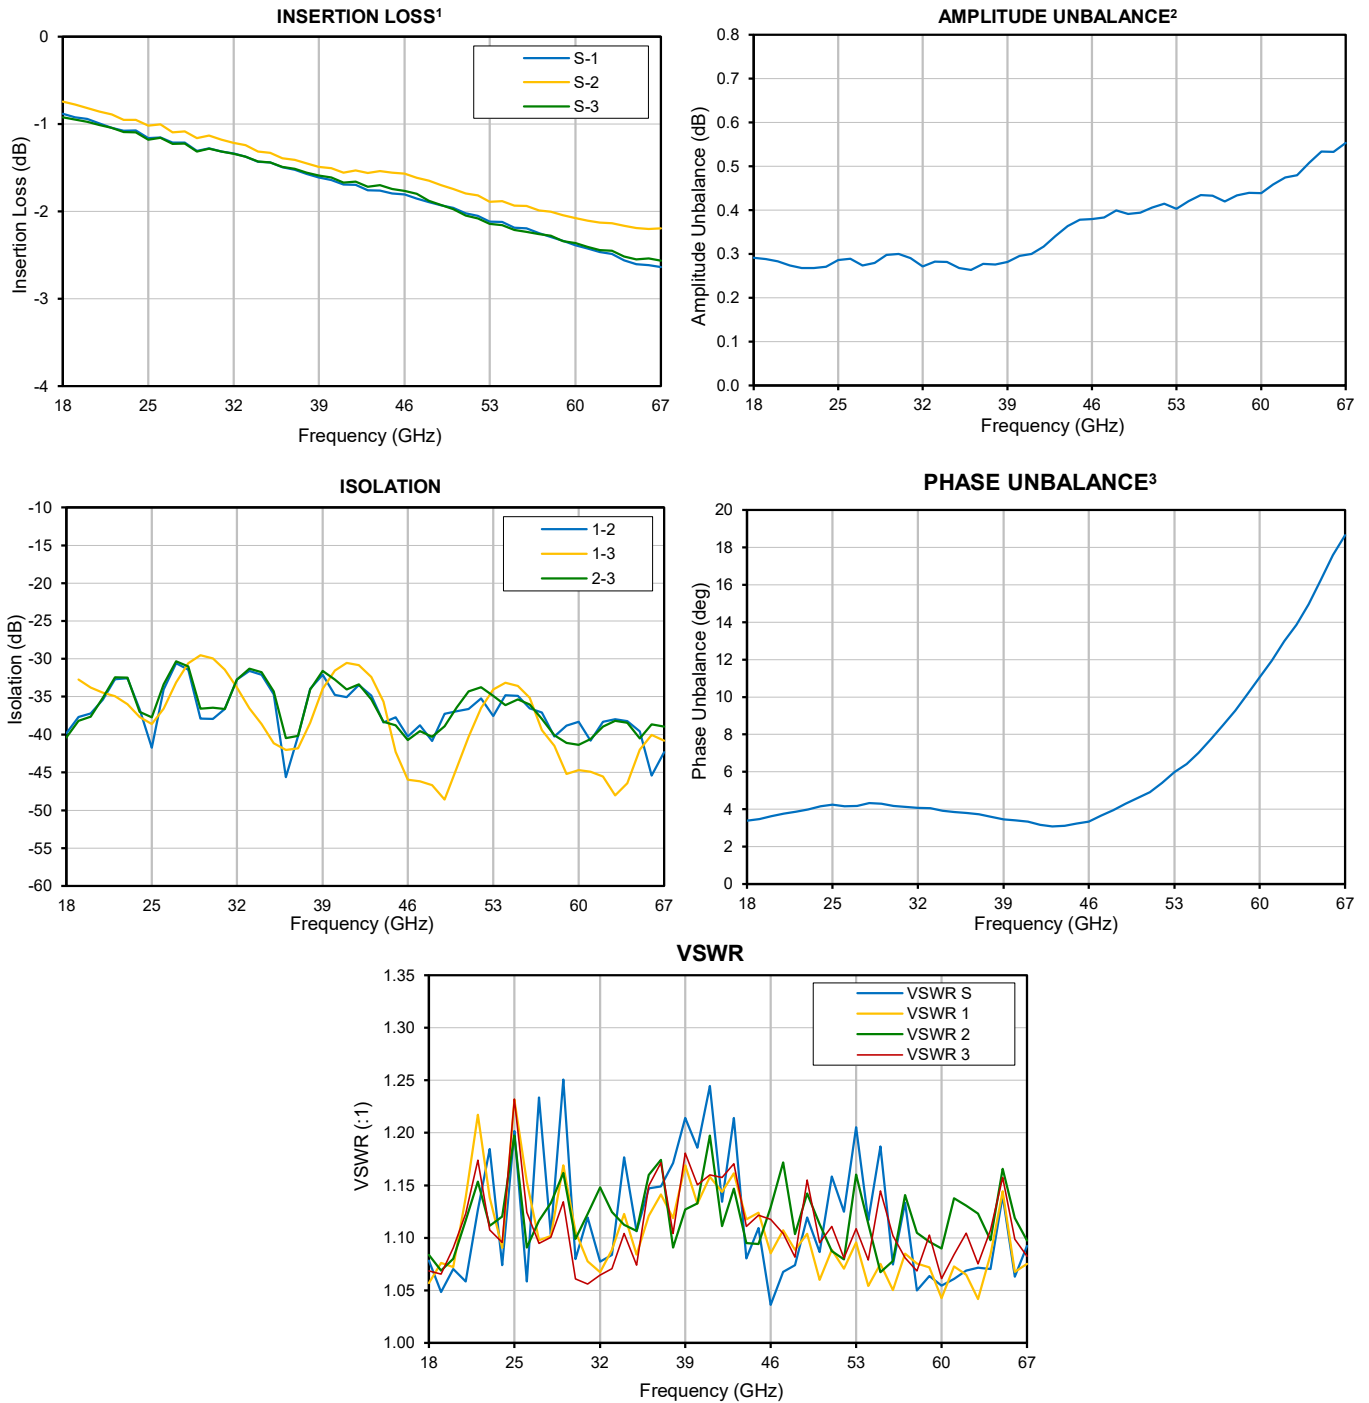 INSERTION LOSS¹
0
-1
-2
-3
-4
Insertion Loss (dB)
S-1
S-2
S-3
18 25 32 39 46 53 60 67
Frequency (GHz)
AMPLITUDE UNBALANCE²
0.8
0.7
0.6
0.5
0.4
0.3
0.2
0.1
0.0
Amplitude Unbalance (dB)
18 25 32 39 46 53 60 67
Frequency (GHz)
ISOLATION
-10
-15
-20
-25
-30
-35
-40
-45
-50
-55
-60
Isolation (dB)
1-2
1-3
2-3
18 25 32 39 46 53 60 67
Frequency (GHz)
PHASE UNBALANCE³
20
18
16
14
12
10
8
6
4
2
0
Phase Unbalance (deg)
18 25 32 39 46 53 60 67
Frequency (GHz)
VSWR
1.35
1.30
1.25
1.20
1.15
1.10
1.05
1.00
VSWR (:1)
VSWR S
VSWR 1
VSWR 2
VSWR 3
18 25 32 39 46 53 60 67
Frequency (GHz)